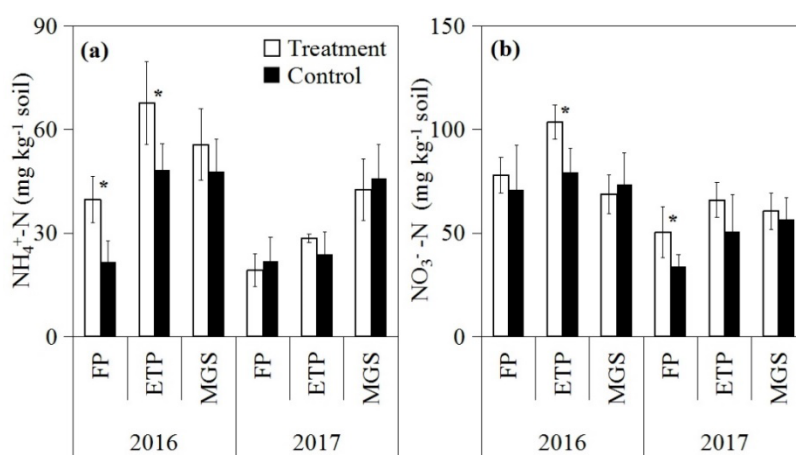 (a)
Treatment
Control
NH₄⁺-N (mg kg⁻¹ soil)
90
60
30
0
* *
FP ETP MGS FP ETP MGS
2016 2017
(b)
NO₃⁻ -N (mg kg⁻¹ soil)
150
100
50
0
* *
FP ETP MGS FP ETP MGS
2016 2017